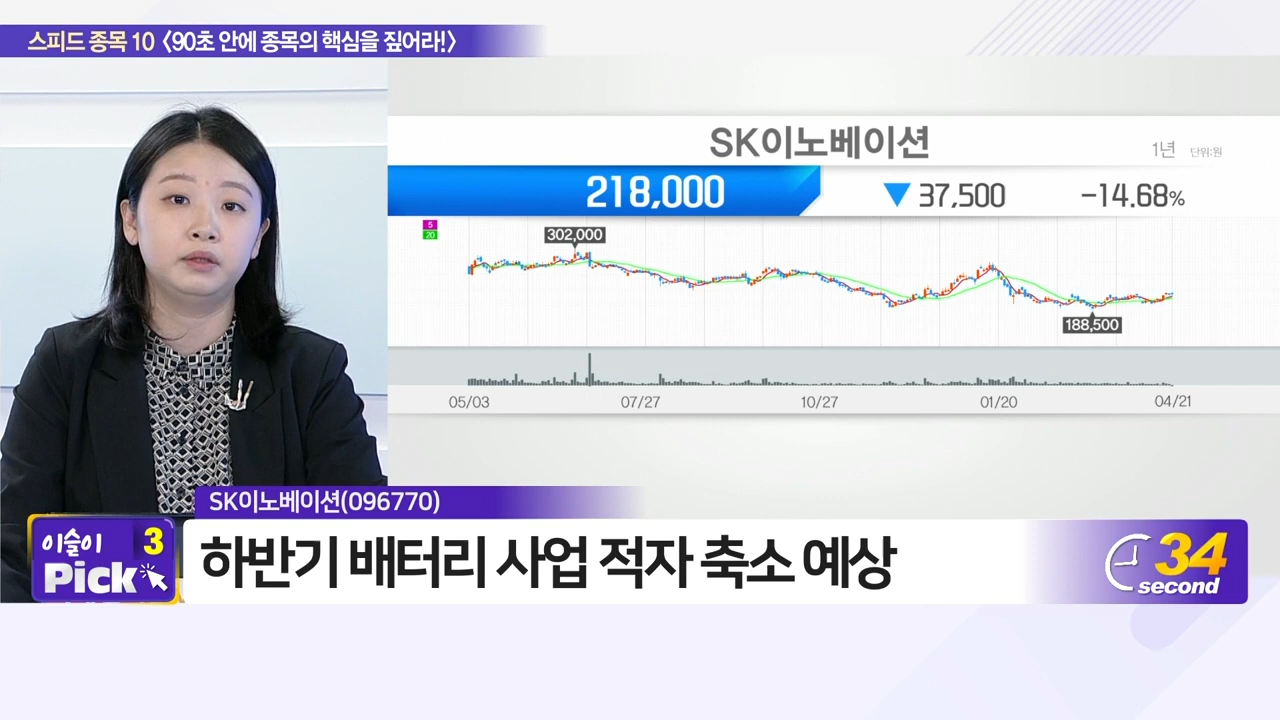 스피드 종목 10 〈90초 안에 종목의 핵심을 짚어라!〉
SK이노베이션
1년 단위:원
218,000 ▼ 37,500 -14.68%
5
20
302,000
188,500
05/03 07/27 10/27 01/20 04/21
SK이노베이션(096770)
이슬이 3
Pick
하반기 배터리 사업 적자 축소 예상
34
second